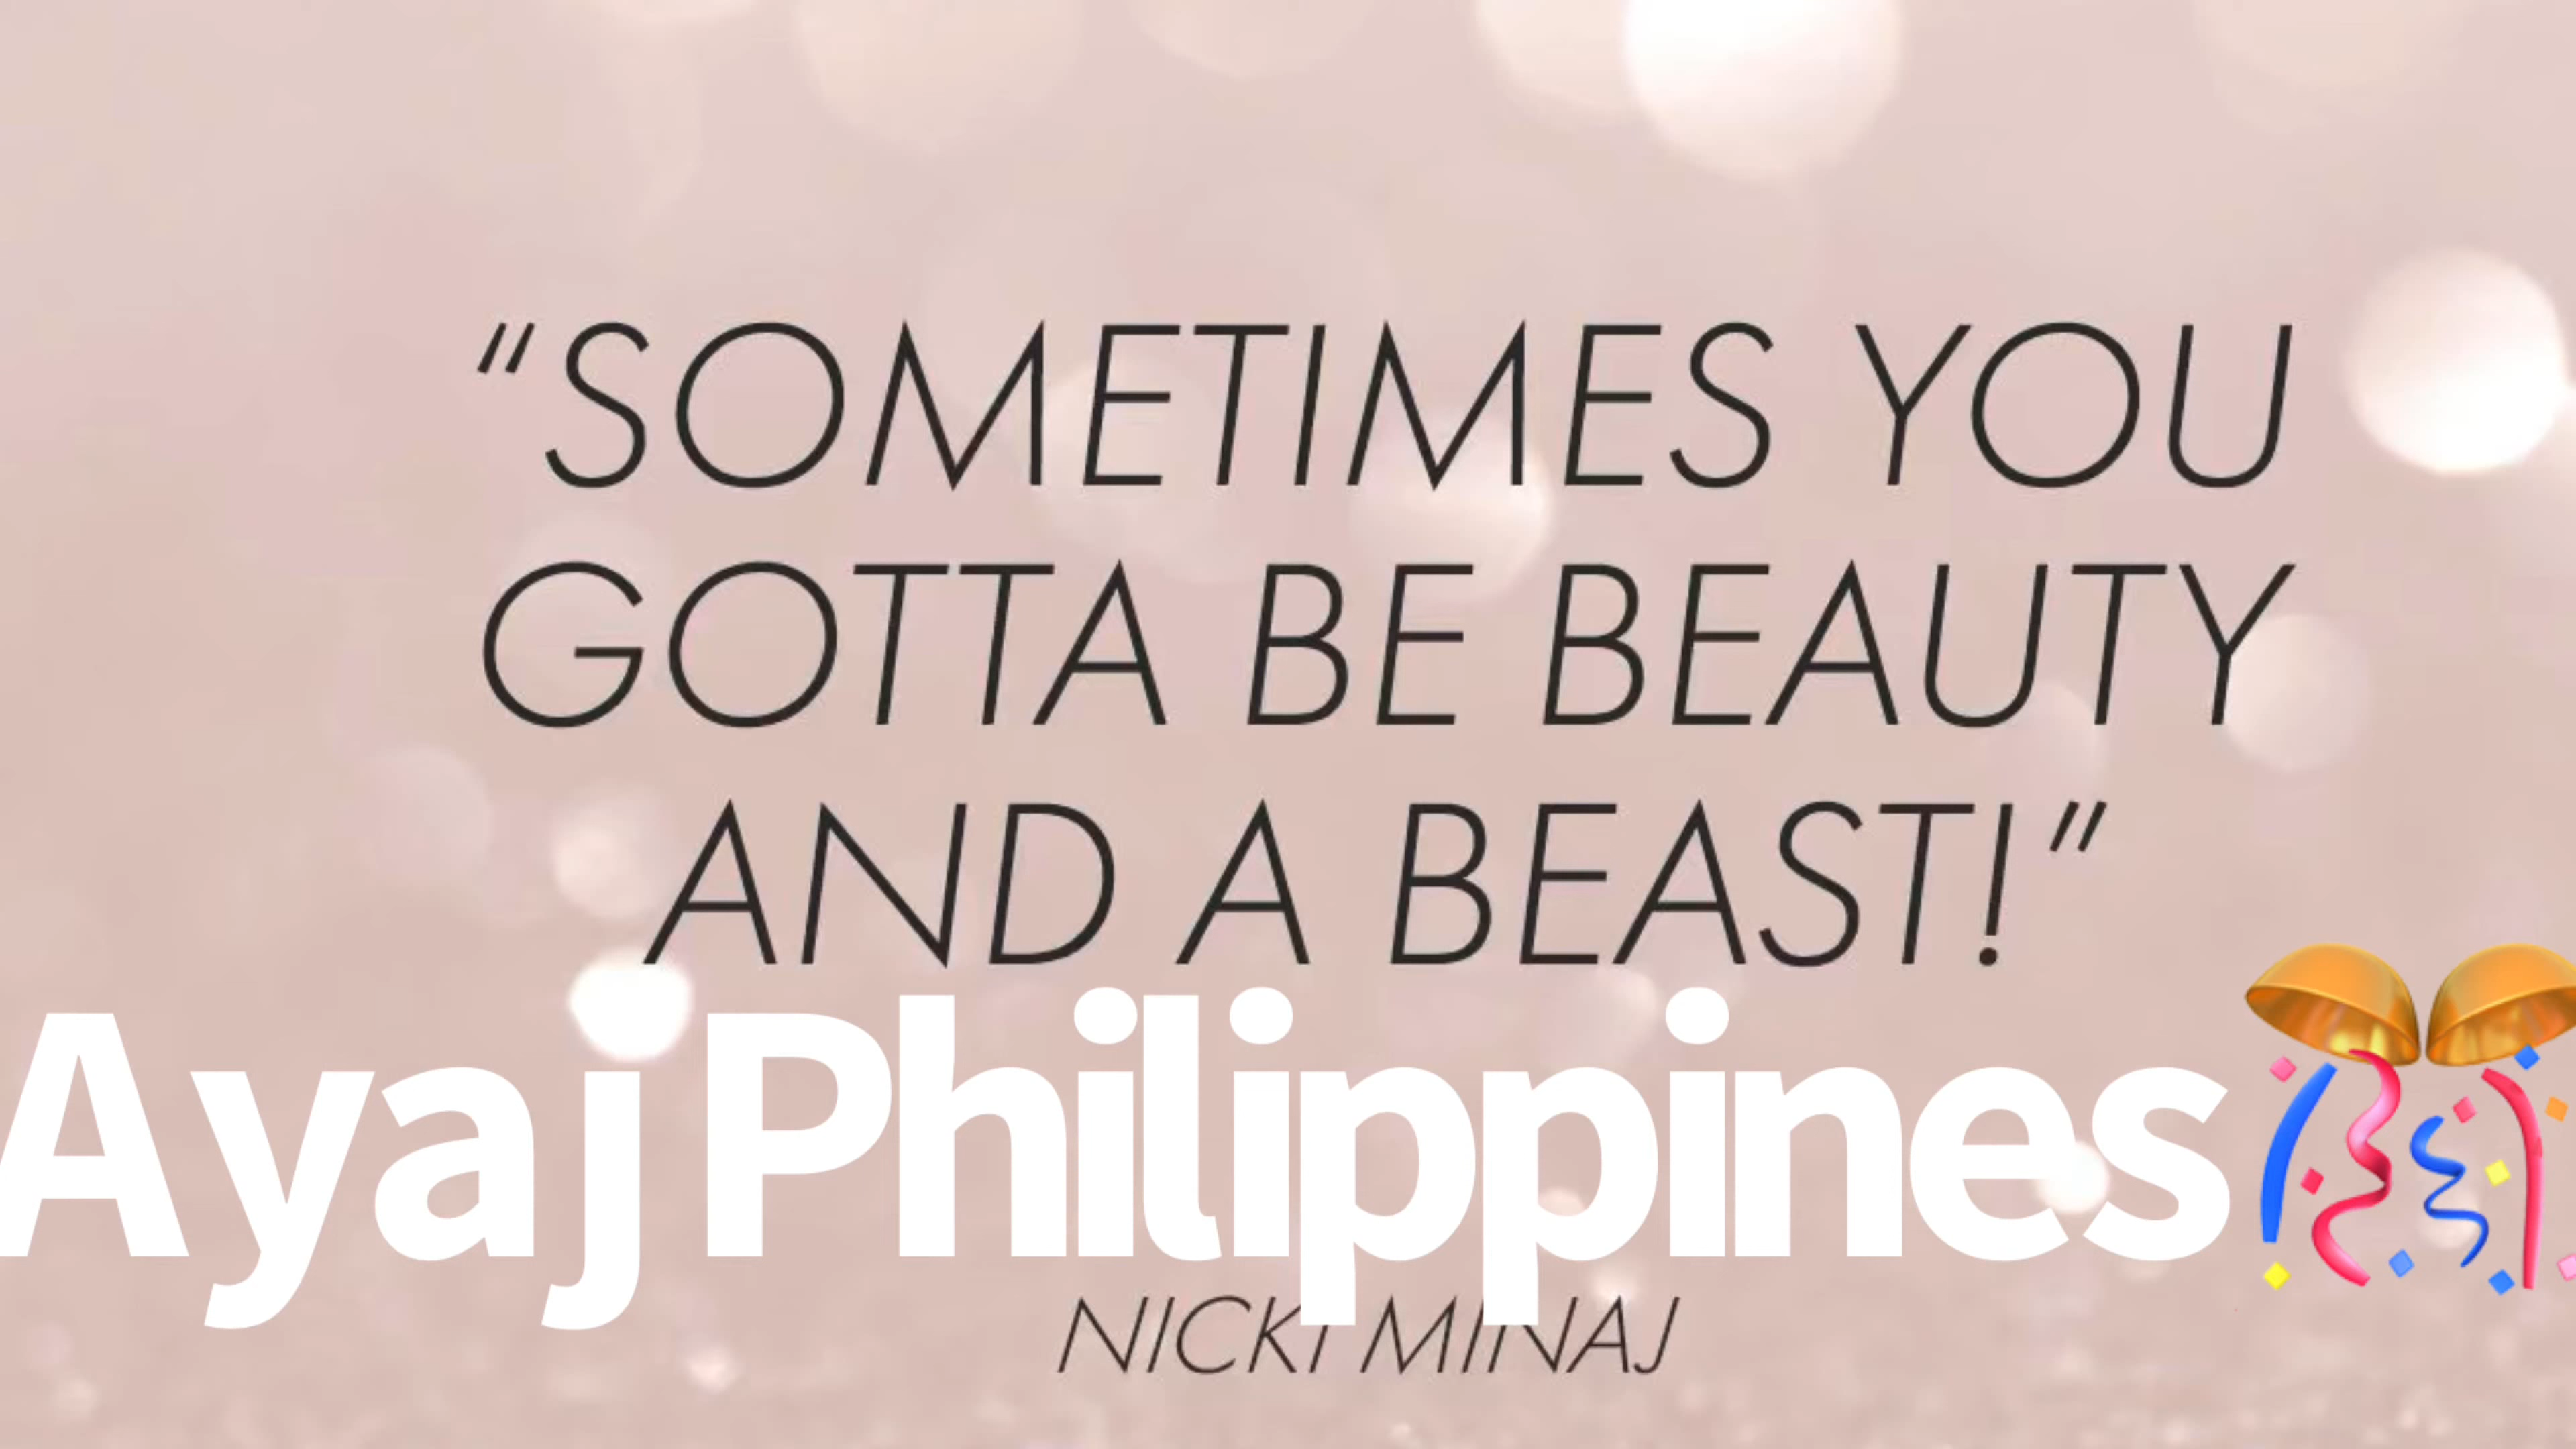 “SOMETIMES YOU
GOTTA BE BEAUTY
AND A BEAST!”
Ayaj Philippines🎊
NICKI MINAJ